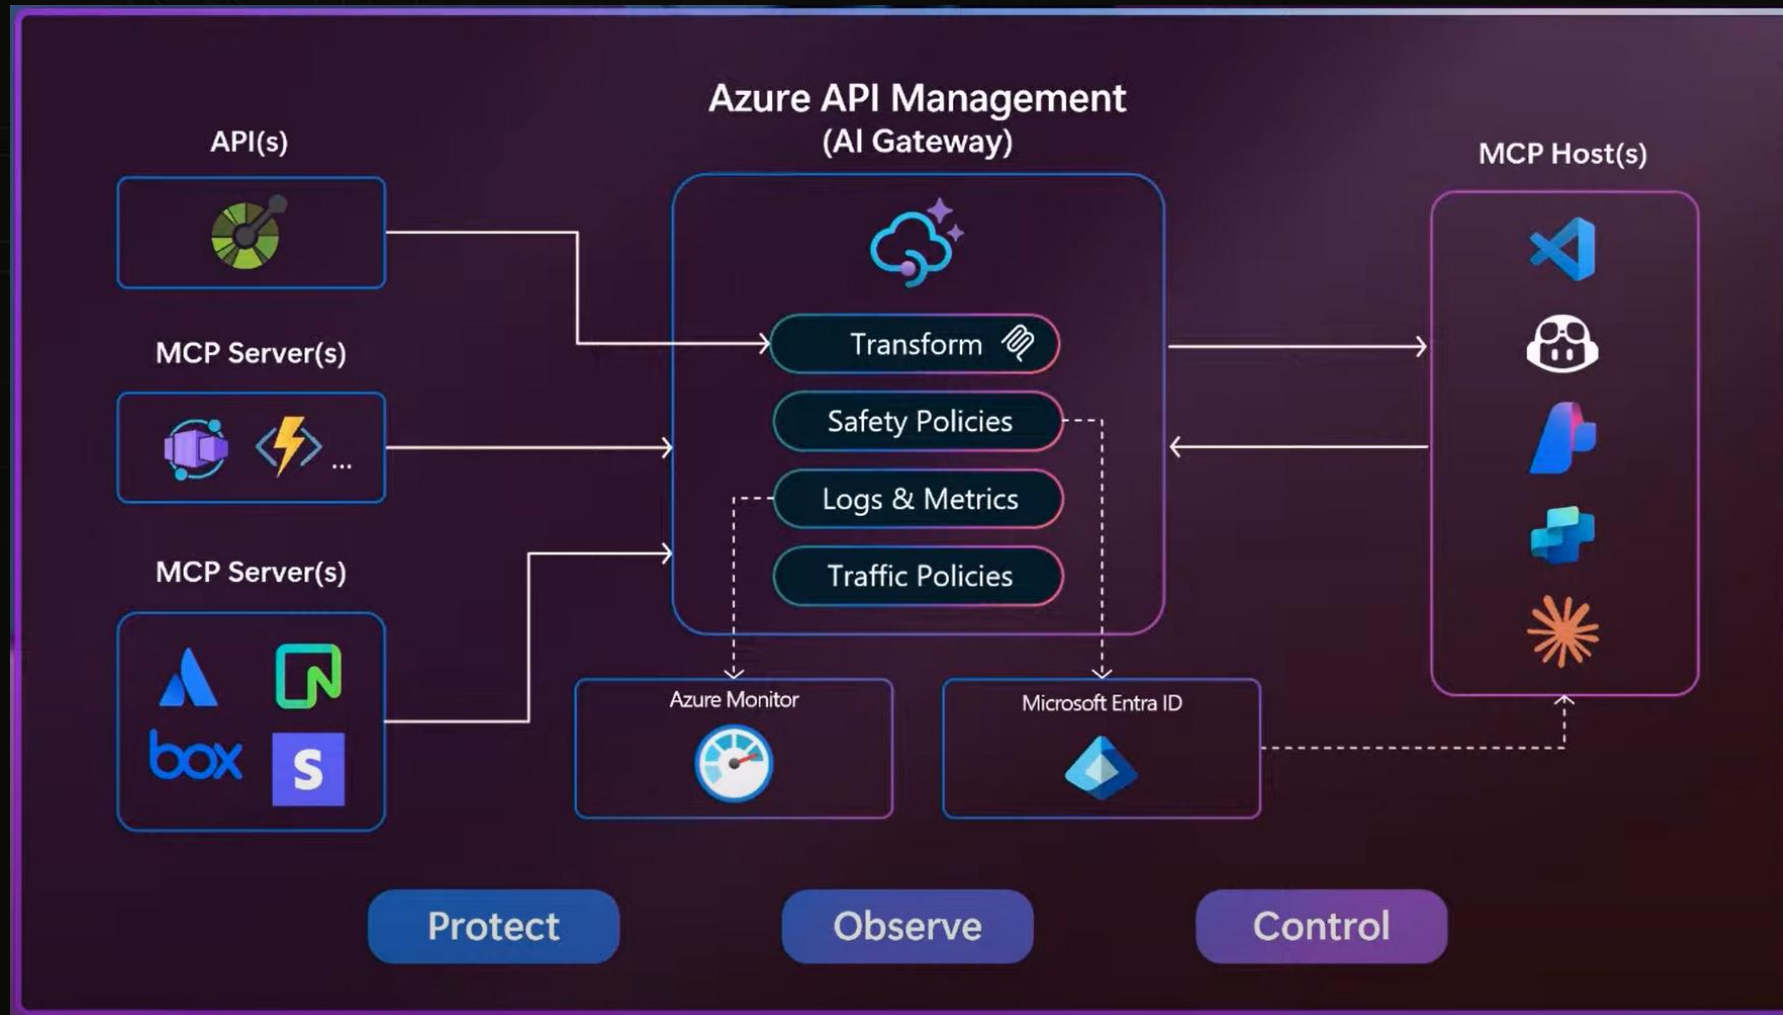 Azure API Management
(AI Gateway)
API(s)
MCP Host(s)
Transform
MCP Server(s)
Safety Policies
...
Logs & Metrics
MCP Server(s)
Traffic Policies
box
S
Azure Monitor
Microsoft Entra ID
Protect
Observe
Control